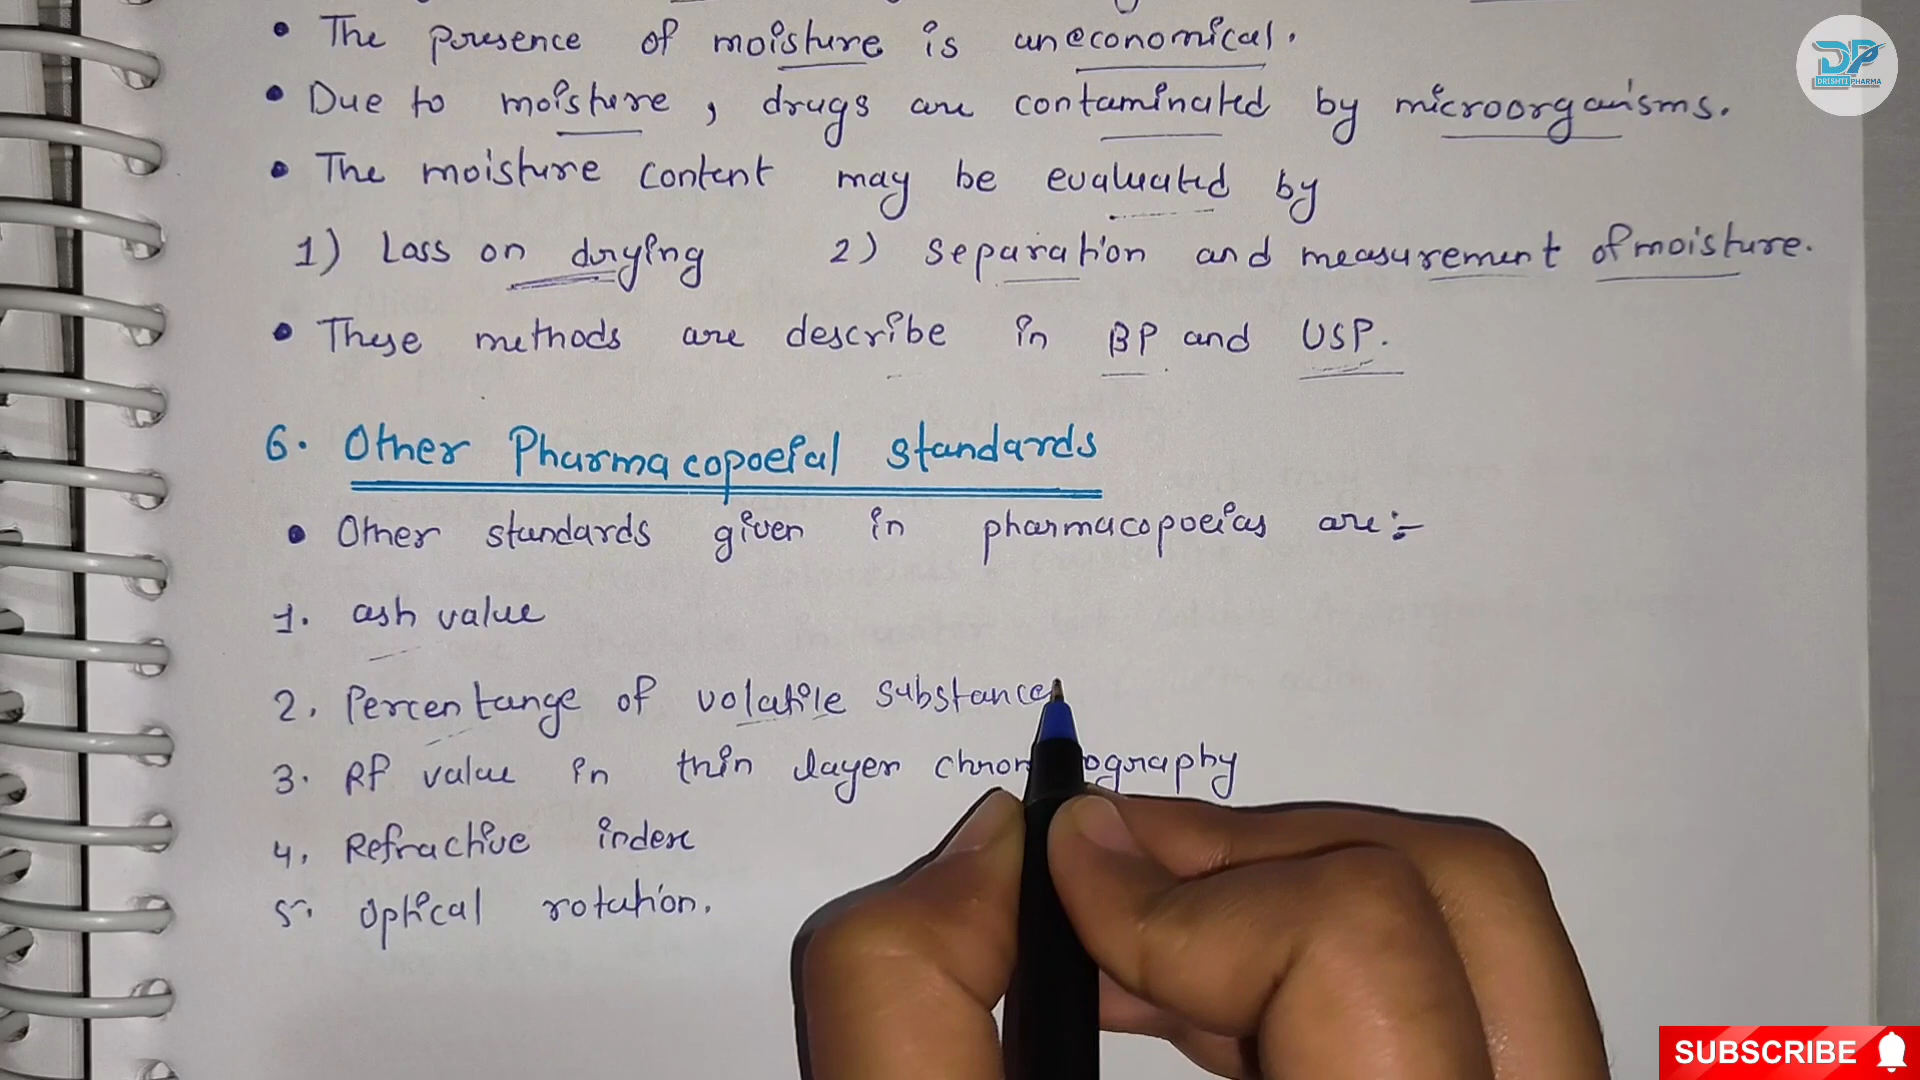 • The presence of moisture is uneconomical.
• Due to moisture, drugs are contaminated by microorganisms.
• The moisture content may be evaluated by
1) Loss on drying 2) separation and measurement of moisture.
• These methods are describe in BP and USP.
6. Other Pharmacopoeial standards
• Other standards given in pharmacopoeias are:-
1. ash value
2. Percentange of volatile substance
3. RF value in thin layer
4. Refractive index
5. Optical rotation.
DP
DRISHTI PHARMA
SUBSCRIBE